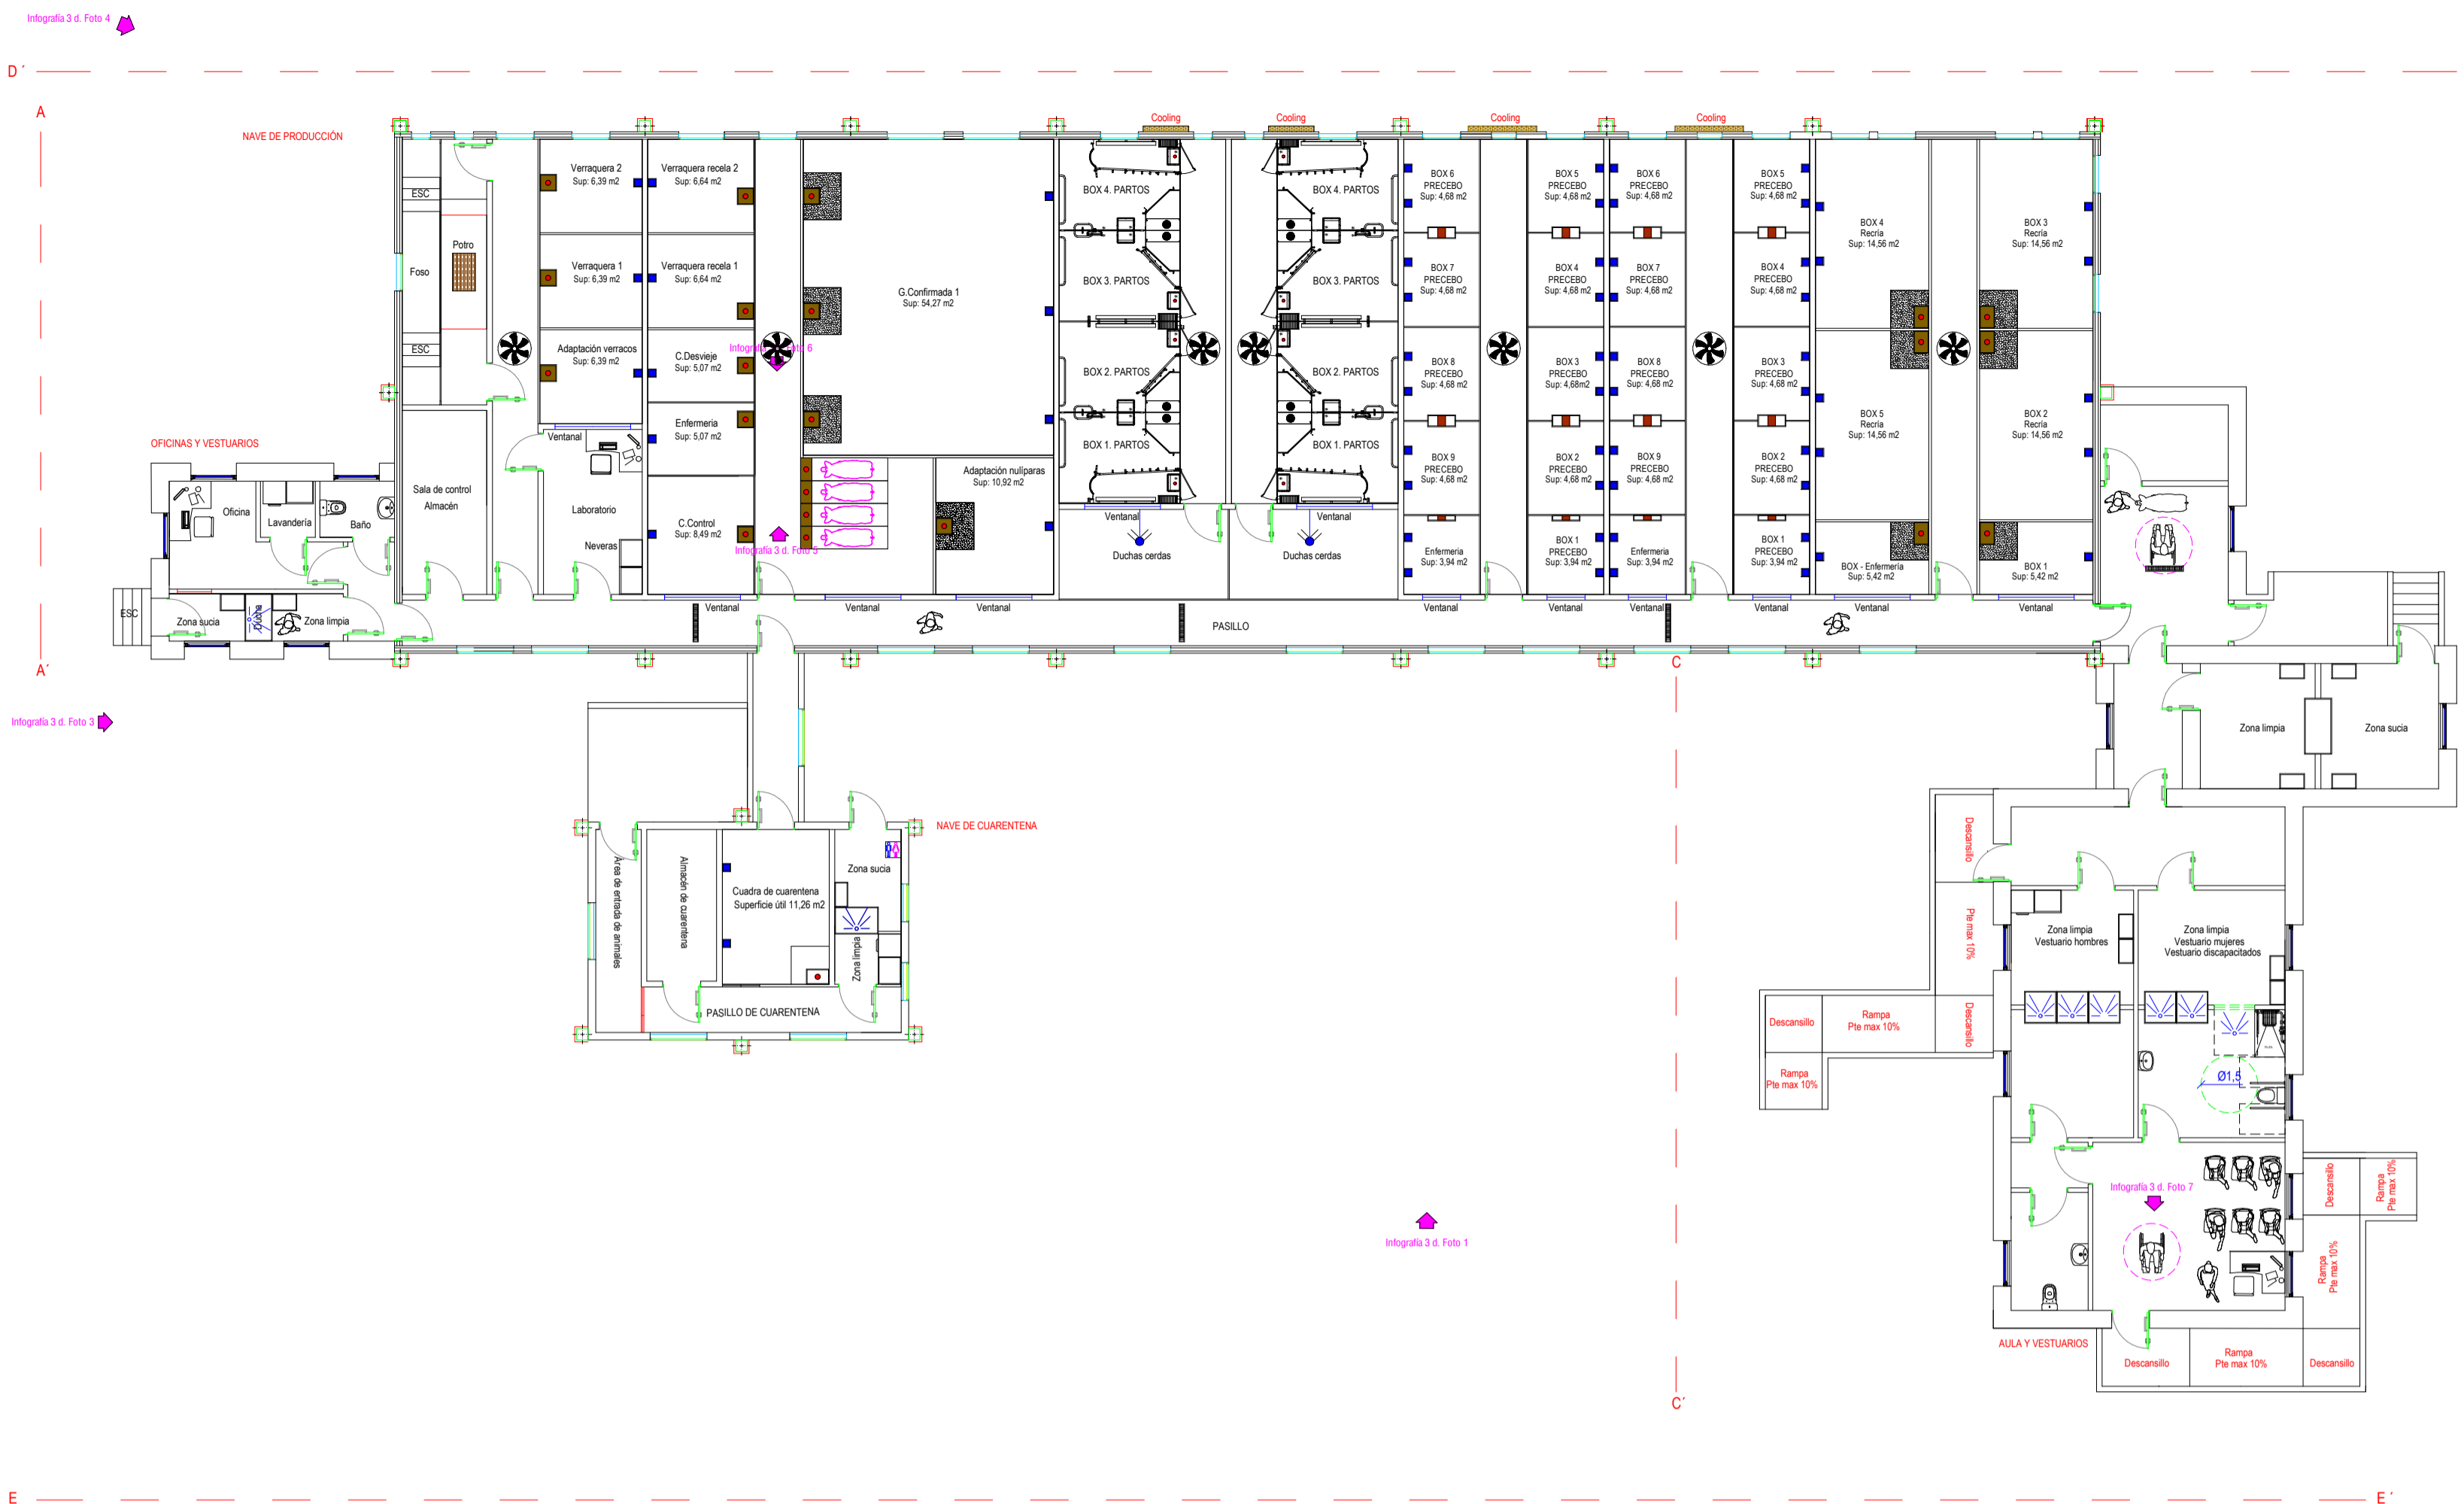 Infografía 3 d. Foto 4
D´
A
NAVE DE PRODUCCIÓN
Cooling
Cooling
Cooling
Cooling
ESC
Potro
Foso
ESC
Verraquera 2
Sup: 6,39 m2
Verraquera 1
Sup: 6,39 m2
Adaptación verracos
Sup: 6,39 m2
Verraquera recela 2
Sup: 6,64 m2
Verraquera recela 1
Sup: 6,64 m2
C.Desvieje
Sup: 5,07 m2
Enfermeria
Sup: 5,07 m2
C.Control
Sup: 8,49 m2
Infografía 3 d. Foto 6
Infografía 3 d. Foto 5
G.Confirmada 1
Sup: 54,27 m2
Adaptación nulíparas
Sup: 10,92 m2
BOX 4. PARTOS
BOX 3. PARTOS
BOX 2. PARTOS
BOX 1. PARTOS
Ventanal
Duchas cerdas
BOX 4. PARTOS
BOX 3. PARTOS
BOX 2. PARTOS
BOX 1. PARTOS
Ventanal
Duchas cerdas
BOX 6
PRECEBO
Sup: 4,68 m2
BOX 7
PRECEBO
Sup: 4,68 m2
BOX 8
PRECEBO
Sup: 4,68 m2
BOX 9
PRECEBO
Sup: 4,68 m2
Enfermeria
Sup: 3,94 m2
BOX 5
PRECEBO
Sup: 4,68 m2
BOX 4
PRECEBO
Sup: 4,68 m2
BOX 3
PRECEBO
Sup: 4,68m2
BOX 2
PRECEBO
Sup: 4,68 m2
BOX 1
PRECEBO
Sup: 3,94 m2
BOX 6
PRECEBO
Sup: 4,68 m2
BOX 7
PRECEBO
Sup: 4,68 m2
BOX 8
PRECEBO
Sup: 4,68 m2
BOX 9
PRECEBO
Sup: 4,68 m2
Enfermeria
Sup: 3,94 m2
BOX 5
PRECEBO
Sup: 4,68 m2
BOX 4
PRECEBO
Sup: 4,68 m2
BOX 3
PRECEBO
Sup: 4,68 m2
BOX 2
PRECEBO
Sup: 4,68 m2
BOX 1
PRECEBO
Sup: 3,94 m2
BOX 4
Recría
Sup: 14,56 m2
BOX 5
Recría
Sup: 14,56 m2
BOX - Enfermería
Sup: 5,42 m2
BOX 3
Recría
Sup: 14,56 m2
BOX 2
Recría
Sup: 14,56 m2
BOX 1
Sup: 5,42 m2
OFICINAS Y VESTUARIOS
Oficina
Lavandería
Baño
Sala de control
Almacén
Ventanal
Laboratorio
Neveras
ESC
Zona sucia
Ducha
Zona limpia
Ventanal
Ventanal
Ventanal
PASILLO
Ventanal
Ventanal
Ventanal
Ventanal
Ventanal
Ventanal
A´
C
Infografía 3 d. Foto 3
Zona limpia
Zona sucia
NAVE DE CUARENTENA
Área de entrada de animales
Almacén de cuarentena
Cuadra de cuarentena
Superficie útil 11,26 m2
Zona sucia
Zona limpia
PASILLO DE CUARENTENA
Descansillo
Pte max 10%
Descansillo
Rampa
Pte max 10%
Descansillo
Rampa
Pte max 10%
Zona limpia
Vestuario hombres
Zona limpia
Vestuario mujeres
Vestuario discapacitados
Ø1,5
Infografía 3 d. Foto 7
Descansillo
Rampa
Pte max 10%
Rampa
Pte max 10%
Infografía 3 d. Foto 1
AULA Y VESTUARIOS
Descansillo
Rampa
Pte max 10%
Descansillo
C´
E
E´